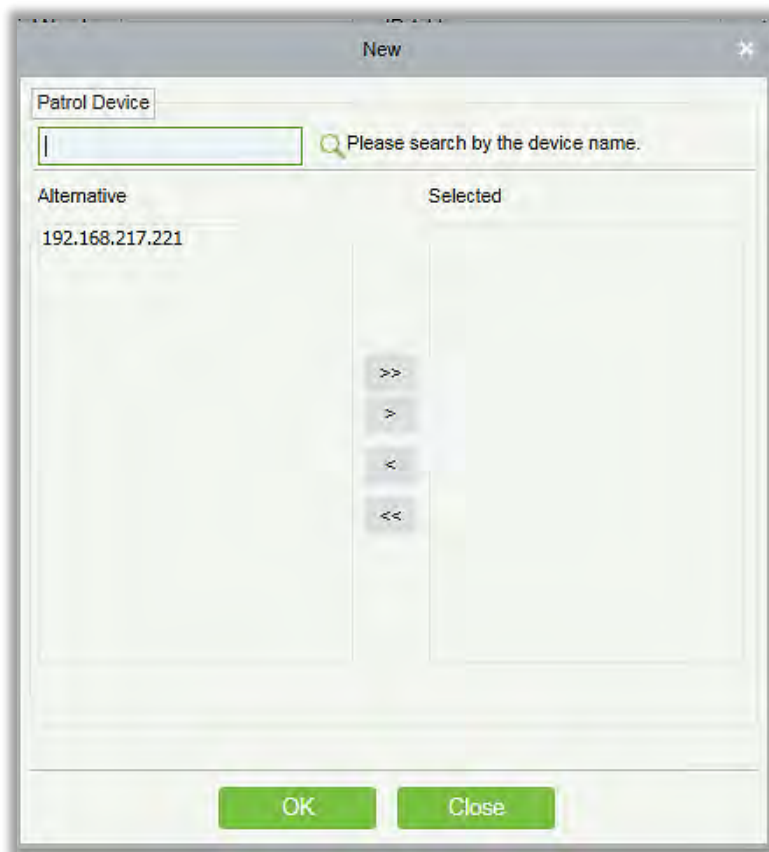 New
Patrol Device
Please search by the device name.
Alternative Selected
192.168.217.221
>>
>
<
<<
OK Close